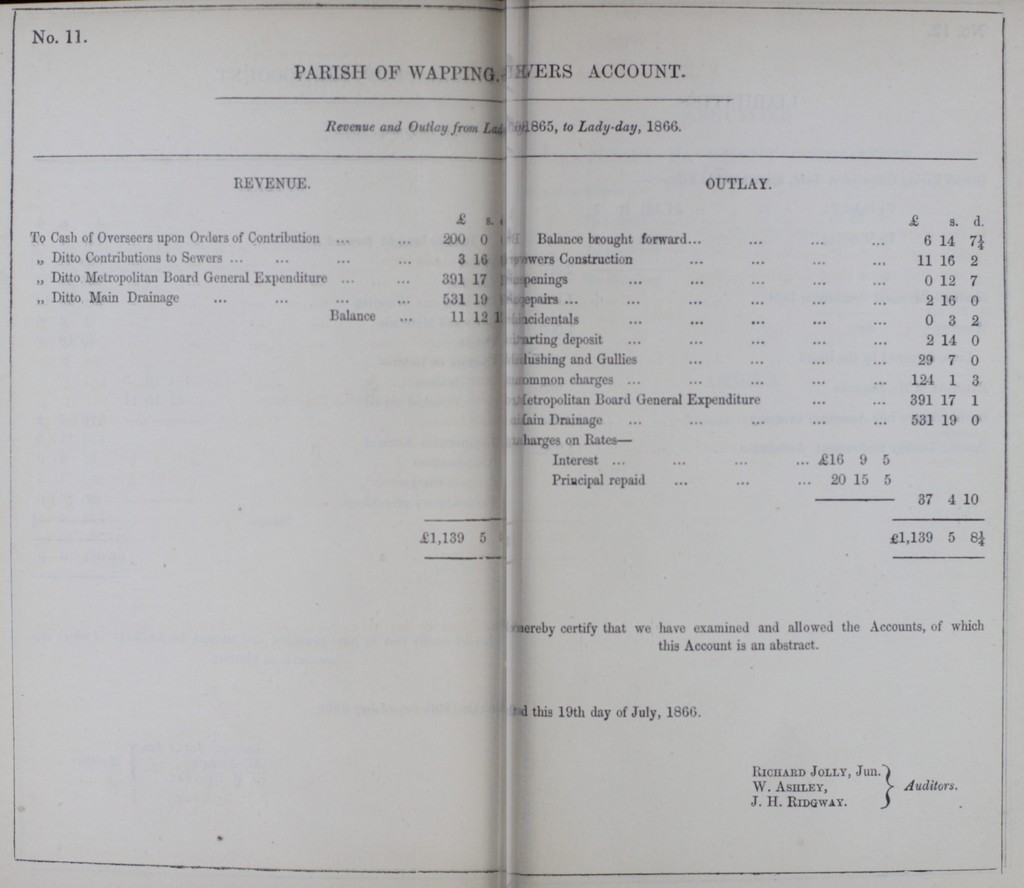 No. 11.
PARISH OF WAPPING. SEWERS ACCOUNT.
Revenue and Outlay from 1865, to Lady-day, 1866.
REVENUE.
£ s.
To Cash of Overseers upon Orders of Contribution ... ... 200 0
„ Ditto Contributions to Sewers ... ... ... ... 3 16
„ Ditto Metropolitan Board General Expenditure ... ... 391 17
„ Ditto Main Drainage ... ... ... ... 531 19
Balance ... 11 12
£1,139 5
OUTLAY.
£ s. d.
Balance brought forward... ... ... ... 6 14 7¼
wers Construction ... ... ... ... 11 16 2
penings ... ... ... ... ... 0 12 7
epairs ... ... ... ... ... ... 2 16 0
ncidentals ... ... ... ... ... 0 3 2
arting deposit ... ... ... ... ... 2 14 0
lushing and Gullies ... ... ... ... 29 7 0
ommon charges ... ... ... ... ... 124 1 3
Metropolitan Board General Expenditure ... ... 391 17 1
Main Drainage ... ... ... ... ... 531 19 0
harges on Rates—
Interest ... ... ... ... £16 9 5
Principal repaid ... ... ... 20 15 5
37 4 10
£1,139 5 8¼
hereby certify that we have examined and allowed the Accounts, of which
this Account is an abstract.
d this 19th day of July, 1866.
RICHARD JOLLY, Jun.
W. ASHLEY,
J. H. RIDGWAY.
} Auditors.